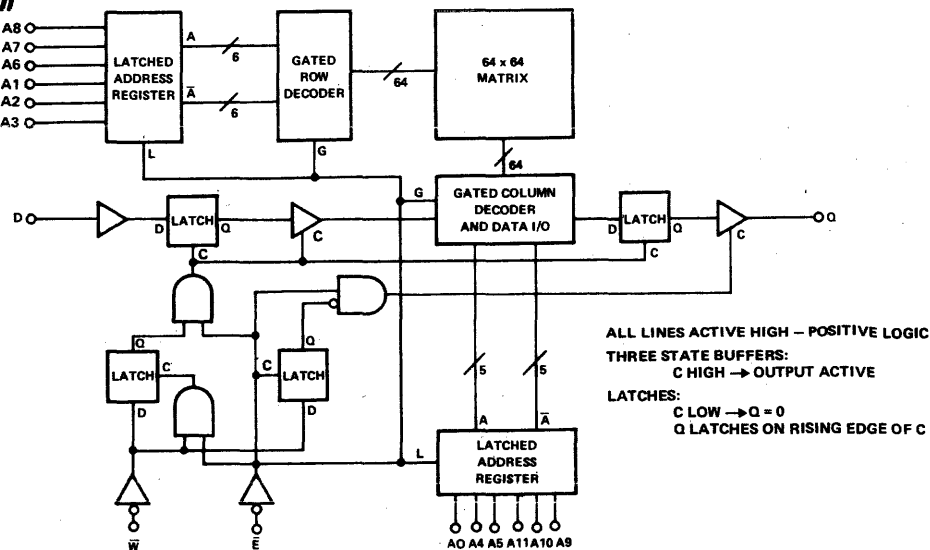 A8
A7
A6
A1
A2
A3
LATCHED
ADDRESS
REGISTER
A
6
A̅
6
L
GATED
ROW
DECODER
G
64
64 x 64
MATRIX
64
D
LATCH
D
Q
C
C
G
GATED COLUMN
DECODER
AND DATA I/O
LATCH
D
Q
C
C
Q
Q
LATCH
C
D
Q
C
LATCH
D
5
5
A
A̅
L
LATCHED
ADDRESS
REGISTER
W̅
E̅
A0 A4 A5 A11 A10 A9
ALL LINES ACTIVE HIGH – POSITIVE LOGIC
THREE STATE BUFFERS:
C HIGH → OUTPUT ACTIVE
LATCHES:
C LOW → Q = 0
Q LATCHES ON RISING EDGE OF C